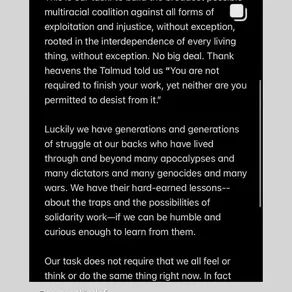 multiracial coalition against all forms of
exploitation and injustice, without exception,
rooted in the interdependence of every living
thing, without exception. No big deal. Thank
heavens the Talmud told us “You are not
required to finish your work, yet neither are you
permitted to desist from it.”
Luckily we have generations and generations
of struggle at our backs who have lived
through and beyond many apocalypses and
many dictators and many genocides and many
wars. We have their hard-earned lessons--
about the traps and the possibilities of
solidarity work—if we can be humble and
curious enough to learn from them.
Our task does not require that we all feel or
think or do the same thing right now. In fact